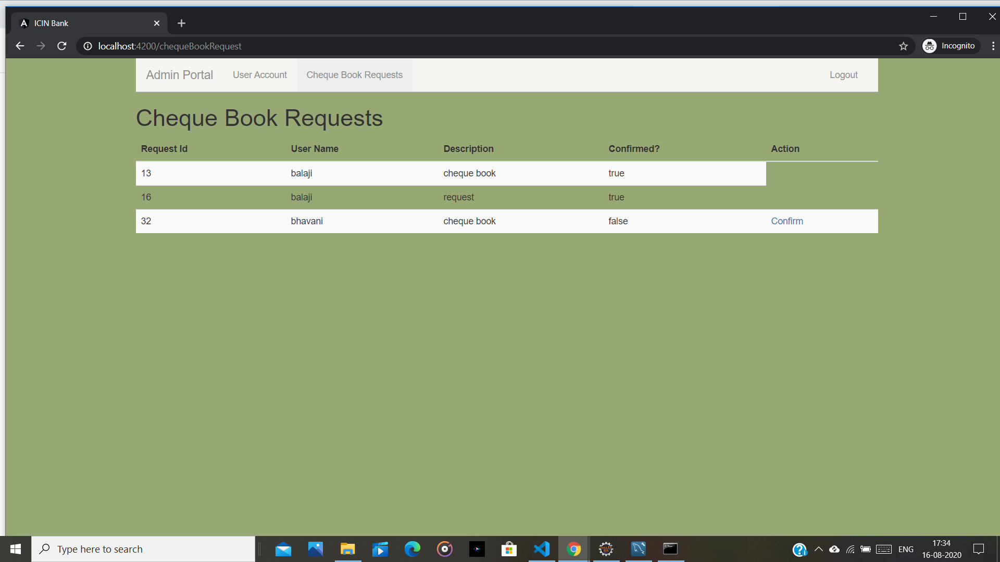 ICIN Bank
localhost:4200/chequeBookRequest
Incognito
Admin Portal User Account Cheque Book Requests Logout
Cheque Book Requests
Request Id User Name Description Confirmed? Action
13 balaji cheque book true
16 balaji request true
32 bhavani cheque book false Confirm
Type here to search
ENG
17:34
16-08-2020